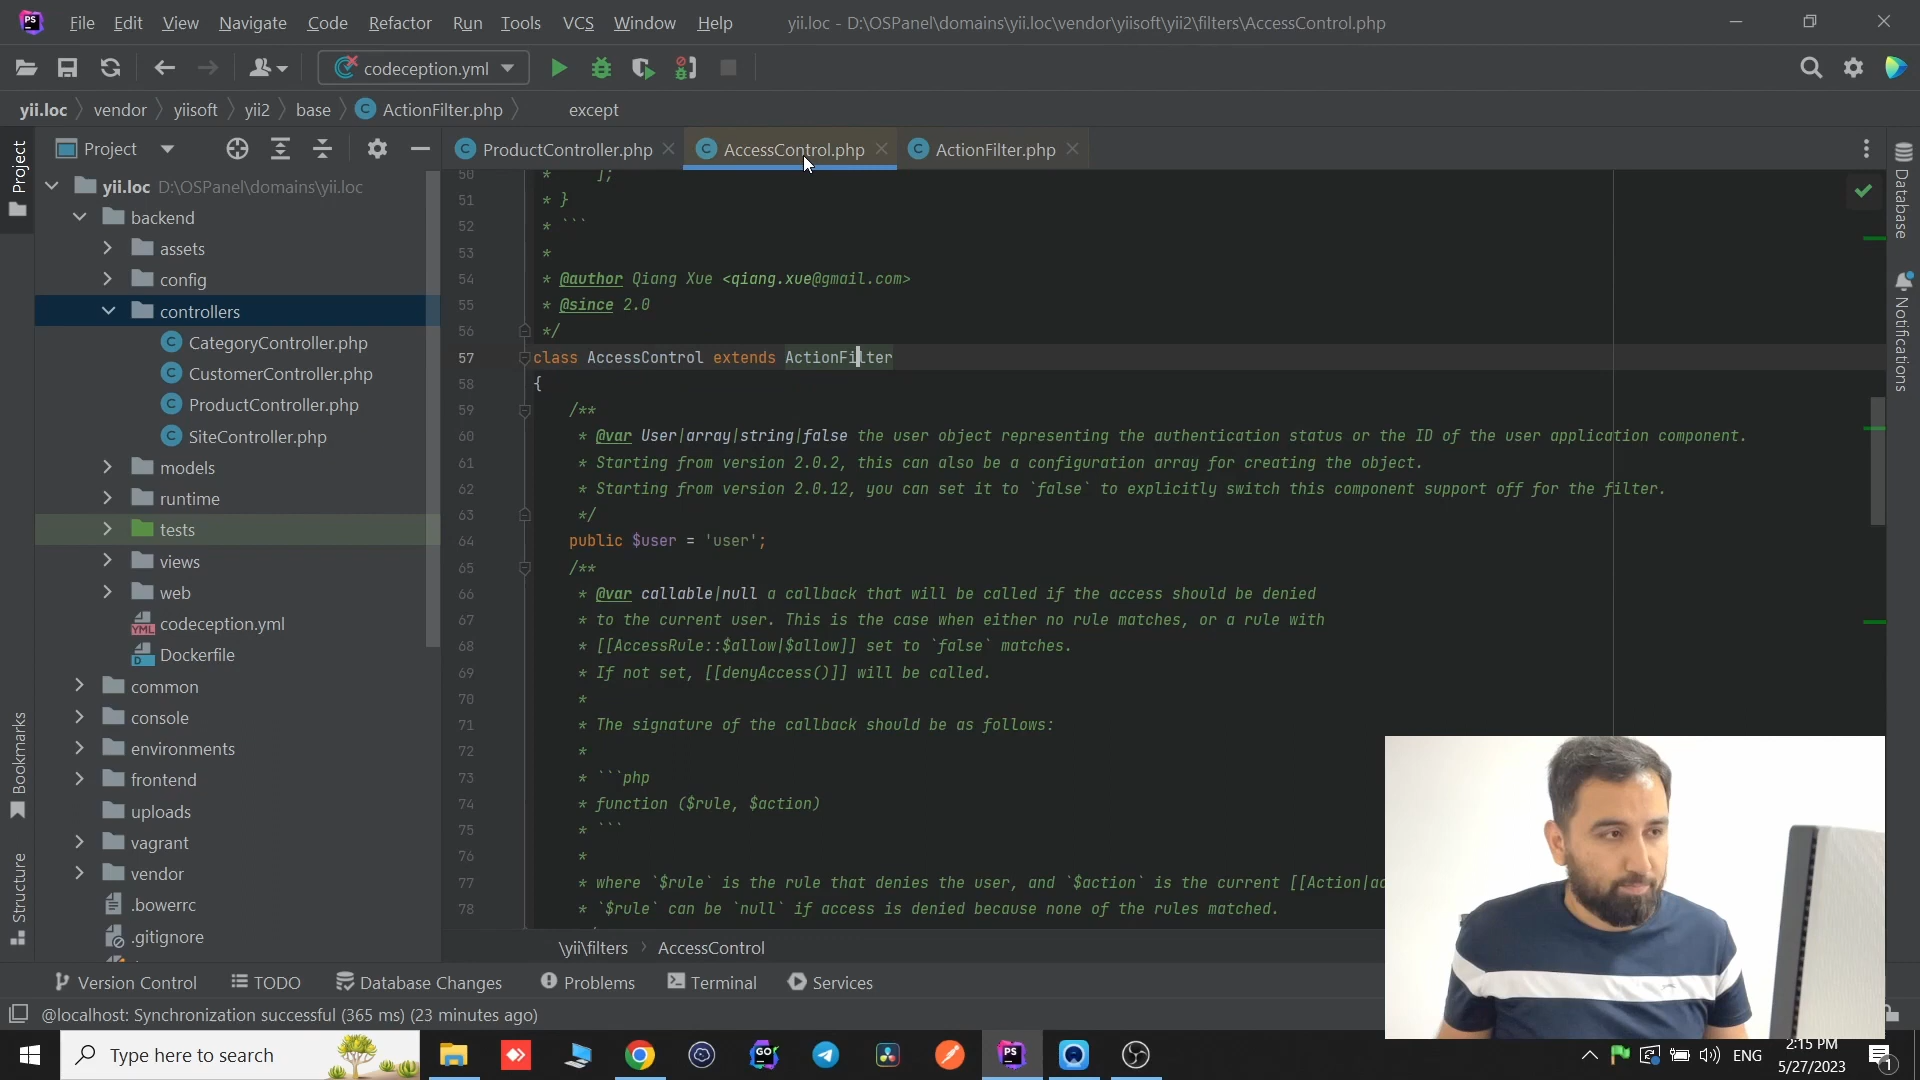 File Edit View Navigate Code Refactor Run Tools VCS Window Help yii.loc - D:\OSPanel\domains\yii.loc\vendor\yiisoft\yii2\filters\AccessControl.php
codeception.yml
yii.loc vendor yiisoft yii2 base ActionFilter.php except
Project
Project
ProductController.php AccessControl.php ActionFilter.php
yii.loc D:\OSPanel\domains\yii.loc
backend
assets
config
controllers
CategoryController.php
CustomerController.php
ProductController.php
SiteController.php
models
runtime
tests
views
web
codeception.yml
Dockerfile
common
console
environments
frontend
uploads
vagrant
vendor
.bowerrc
.gitignore
50 * ];
51 * }
52 * ```
53 *
54 * @author Qiang Xue <qiang.xue@gmail.com>
55 * @since 2.0
56 */
57 class AccessControl extends ActionFilter
58 {
59 /**
60 * @var User|array|string|false the user object representing the authentication status or the ID of the user application component.
61 * Starting from version 2.0.2, this can also be a configuration array for creating the object.
62 * Starting from version 2.0.12, you can set it to `false` to explicitly switch this component support off for the filter.
63 */
64 public $user = 'user';
65 /**
66 * @var callable|null a callback that will be called if the access should be denied
67 * to the current user. This is the case when either no rule matches, or a rule with
68 * [[AccessRule::$allow|$allow]] set to `false` matches.
69 * If not set, [[denyAccess()]] will be called.
70 *
71 * The signature of the callback should be as follows:
72 *
73 * ```php
74 * function ($rule, $action)
75 * ```
76 *
77 * where `$rule` is the rule that denies the user, and `$action` is the current [[Action|ac
78 * `$rule` can be `null` if access is denied because none of the rules matched.
\yii\filters AccessControl
Database
Notifications
Bookmarks
Structure
Version Control TODO Database Changes Problems Terminal Services
@localhost: Synchronization successful (365 ms) (23 minutes ago)
Type here to search
GO
PS
ENG
2:15 PM
5/27/2023
1